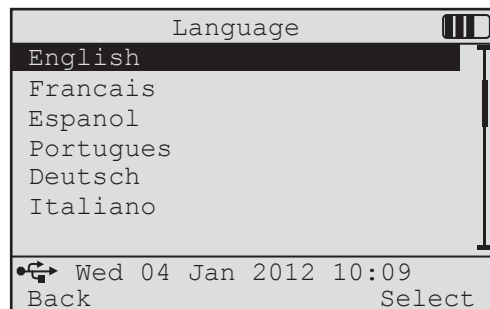 Language
English
Francais
Espanol
Portugues
Deutsch
Italiano
Wed 04 Jan 2012 10:09
Back Select